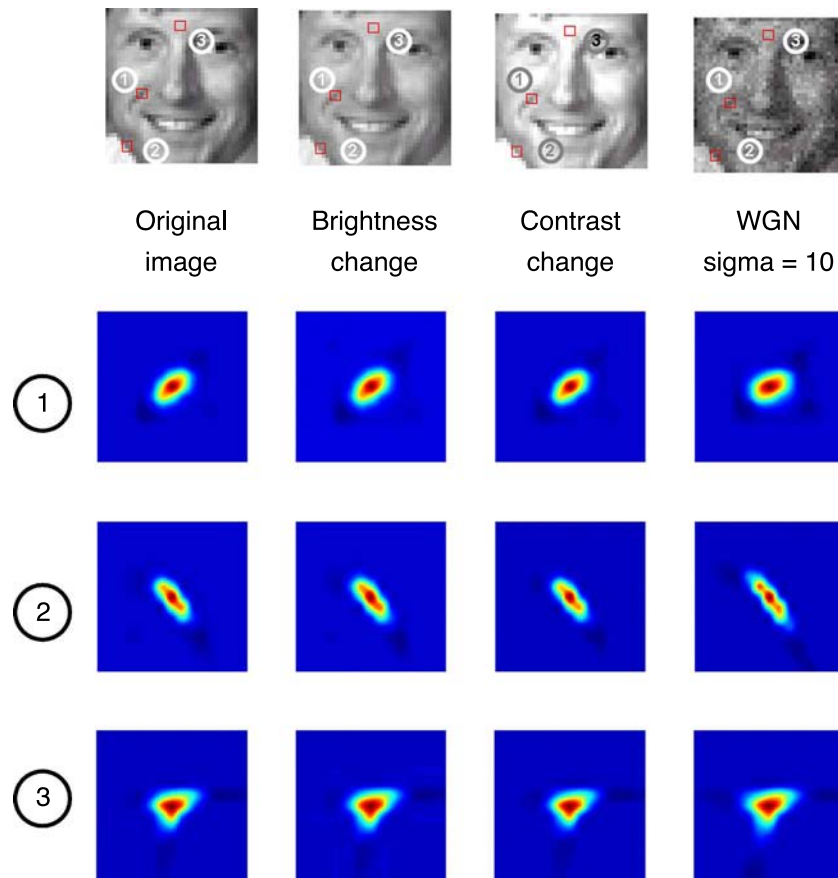 3 3 3 3
1 1 1 1
2 2 2 2
Original Brightness Contrast WGN
image change change sigma = 10
1
2
3